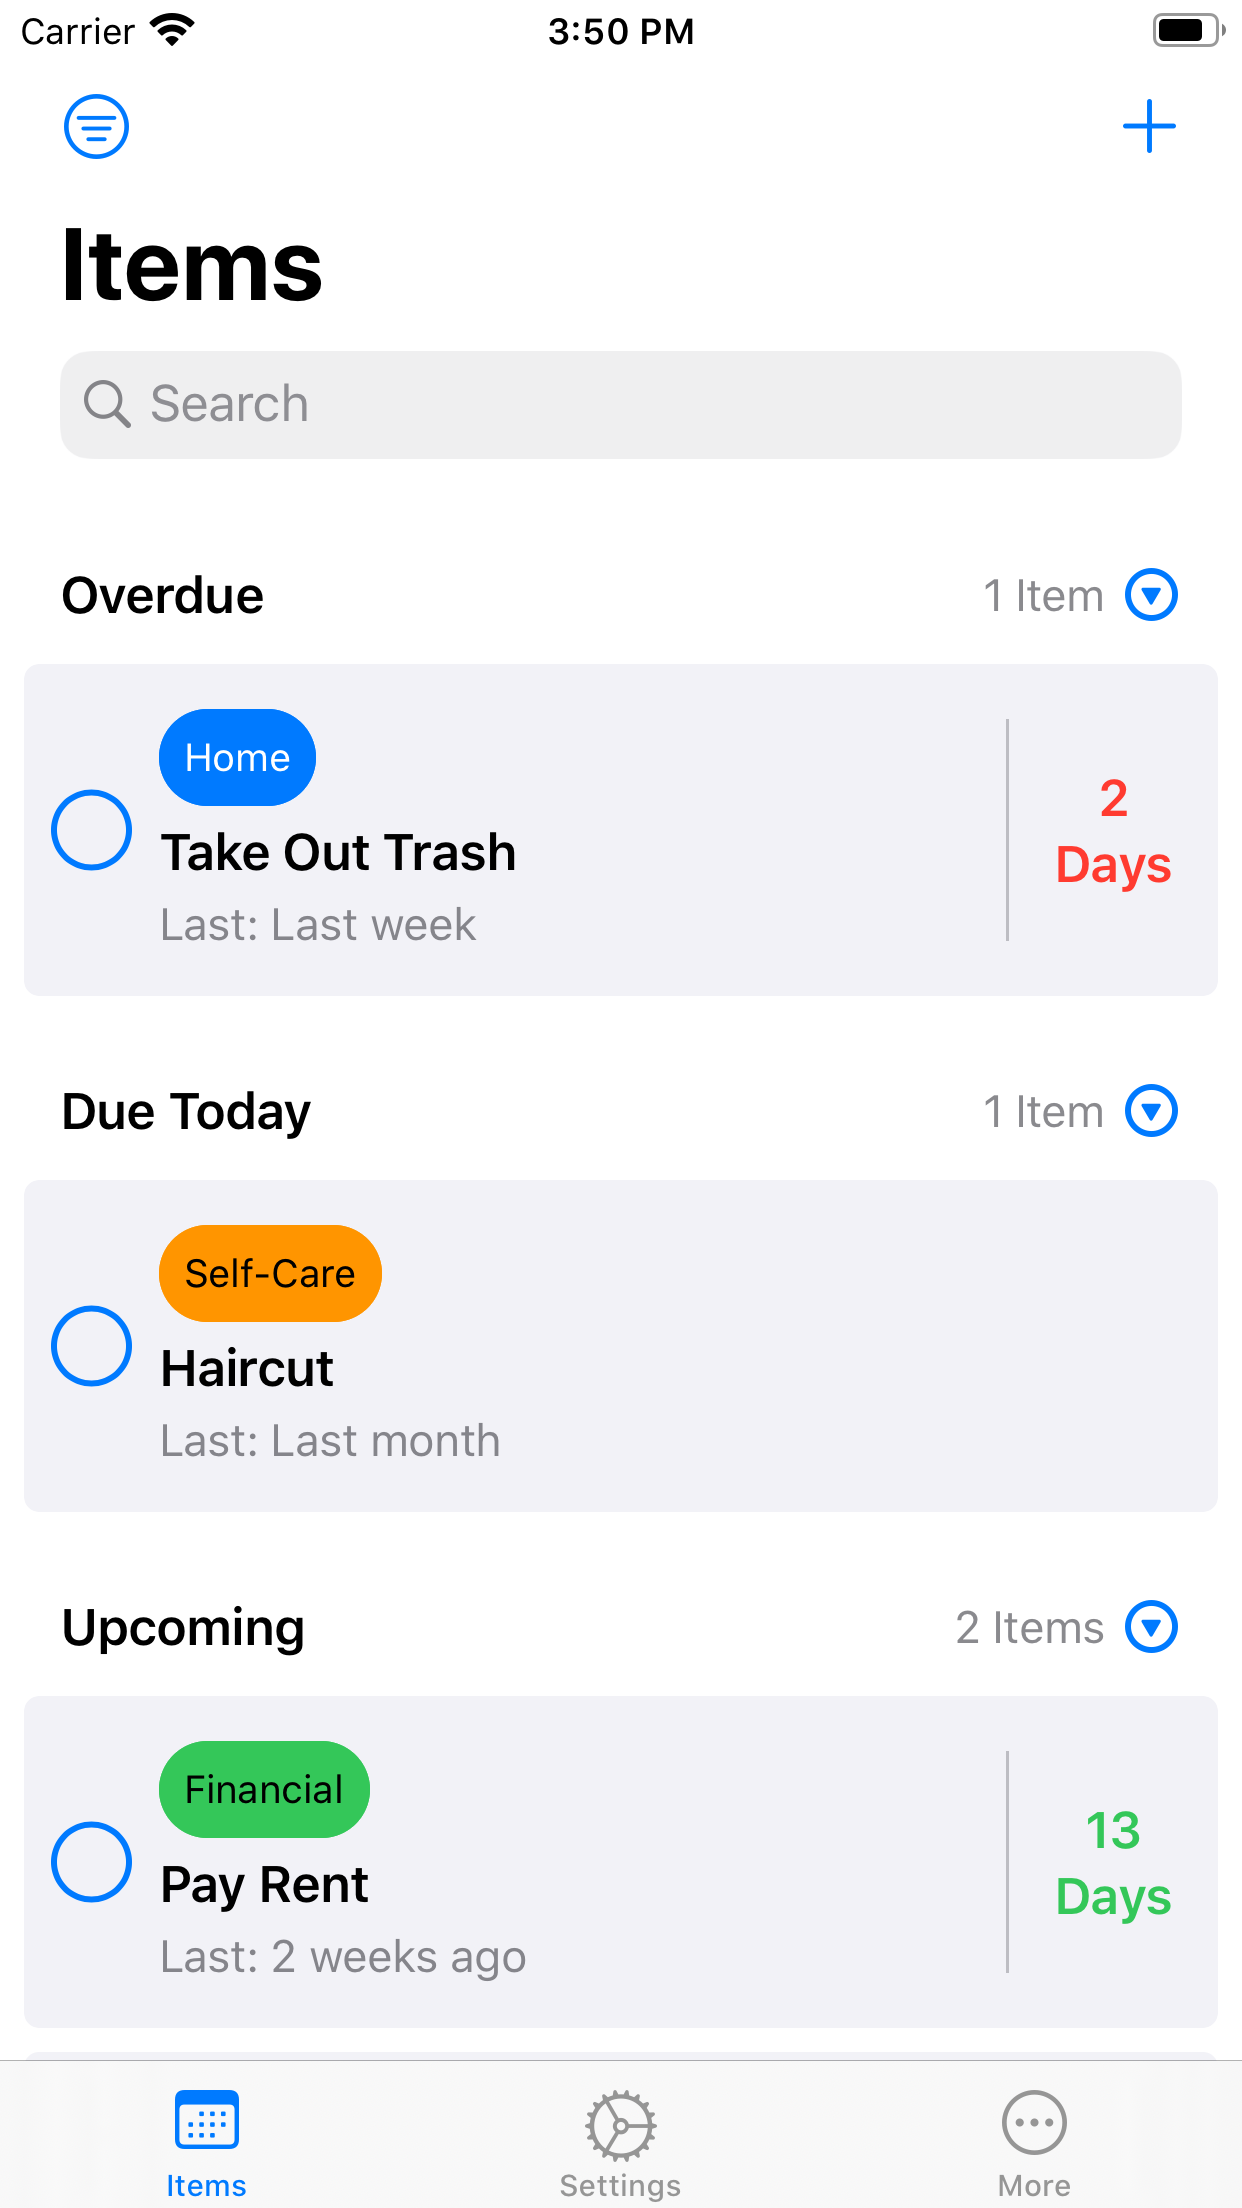 Carrier
3:50 PM
Items
Search
Overdue
1 Item
Home
Take Out Trash
Last: Last week
2
Days
Due Today
1 Item
Self-Care
Haircut
Last: Last month
Upcoming
2 Items
Financial
Pay Rent
Last: 2 weeks ago
13
Days
Items
Settings
More